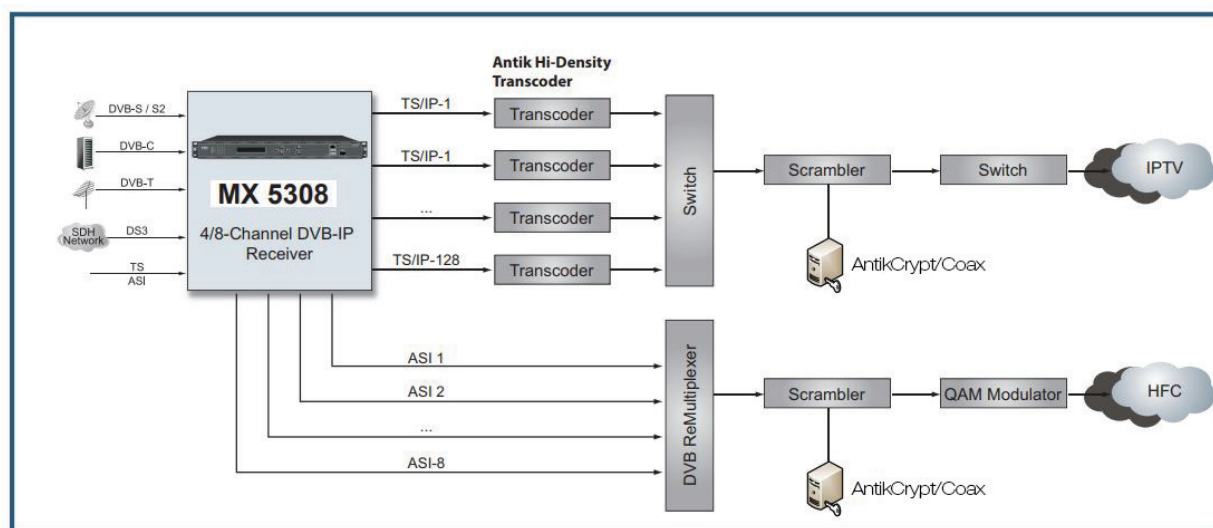 Antik Hi-Density
Transcoder
DVB-S / S2
DVB-C
DVB-T
SDH
Network
DS3
TS
ASI
MX 5308
4/8-Channel DVB-IP
Receiver
TS/IP-1
Transcoder
TS/IP-1
Transcoder
...
Transcoder
TS/IP-128
Transcoder
Switch
Scrambler
Switch
IPTV
AntikCrypt/Coax
ASI 1
ASI 2
...
ASI-8
DVB ReMultiplexer
Scrambler
QAM Modulator
HFC
AntikCrypt/Coax